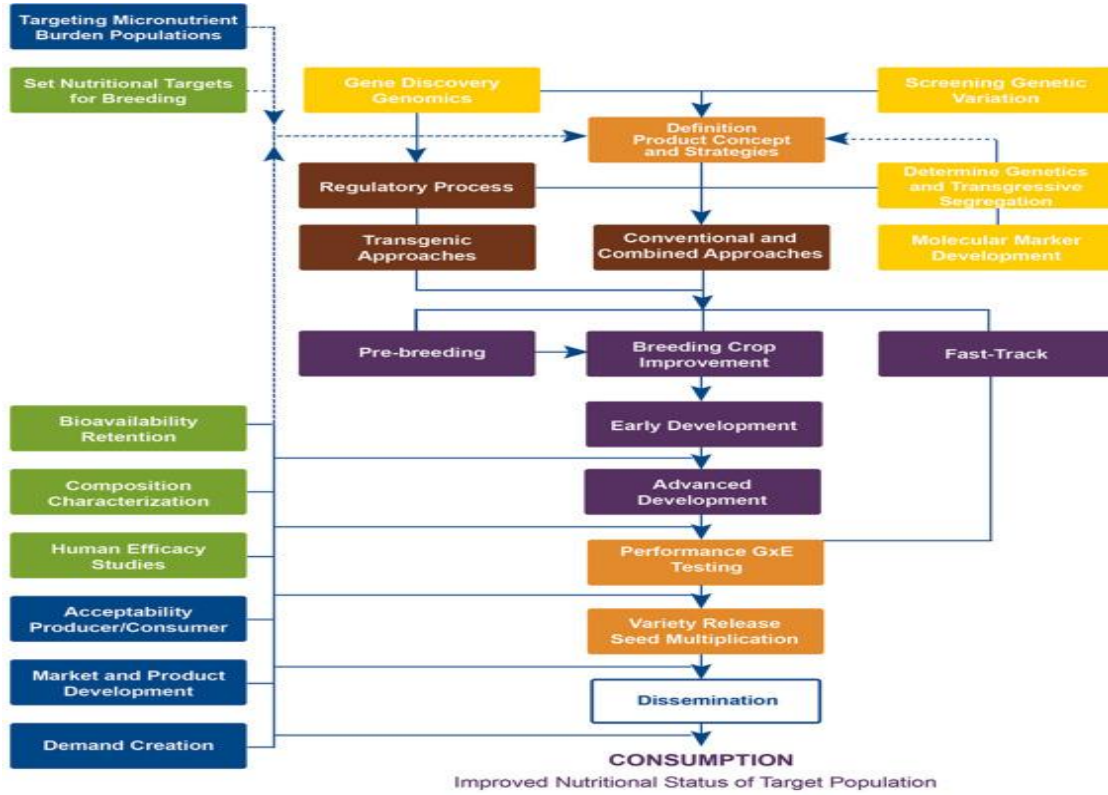 Targeting Micronutrient
Burden Populations
Set Nutritional Targets
for Breeding
Gene Discovery
Genomics
Screening Genetic
Variation
Definition
Product Concept
and Strategies
Regulatory Process
Determine Genetics
and Transgressive
Segregation
Transgenic
Approaches
Conventional and
Combined Approaches
Molecular Marker
Development
Pre-breeding
Breeding Crop
Improvement
Fast-Track
Bioavailability
Retention
Early Development
Composition
Characterization
Advanced
Development
Human Efficacy
Studies
Performance GxE
Testing
Acceptability
Producer/Consumer
Variety Release
Seed Multiplication
Market and Product
Development
Dissemination
Demand Creation
CONSUMPTION
Improved Nutritional Status of Target Population